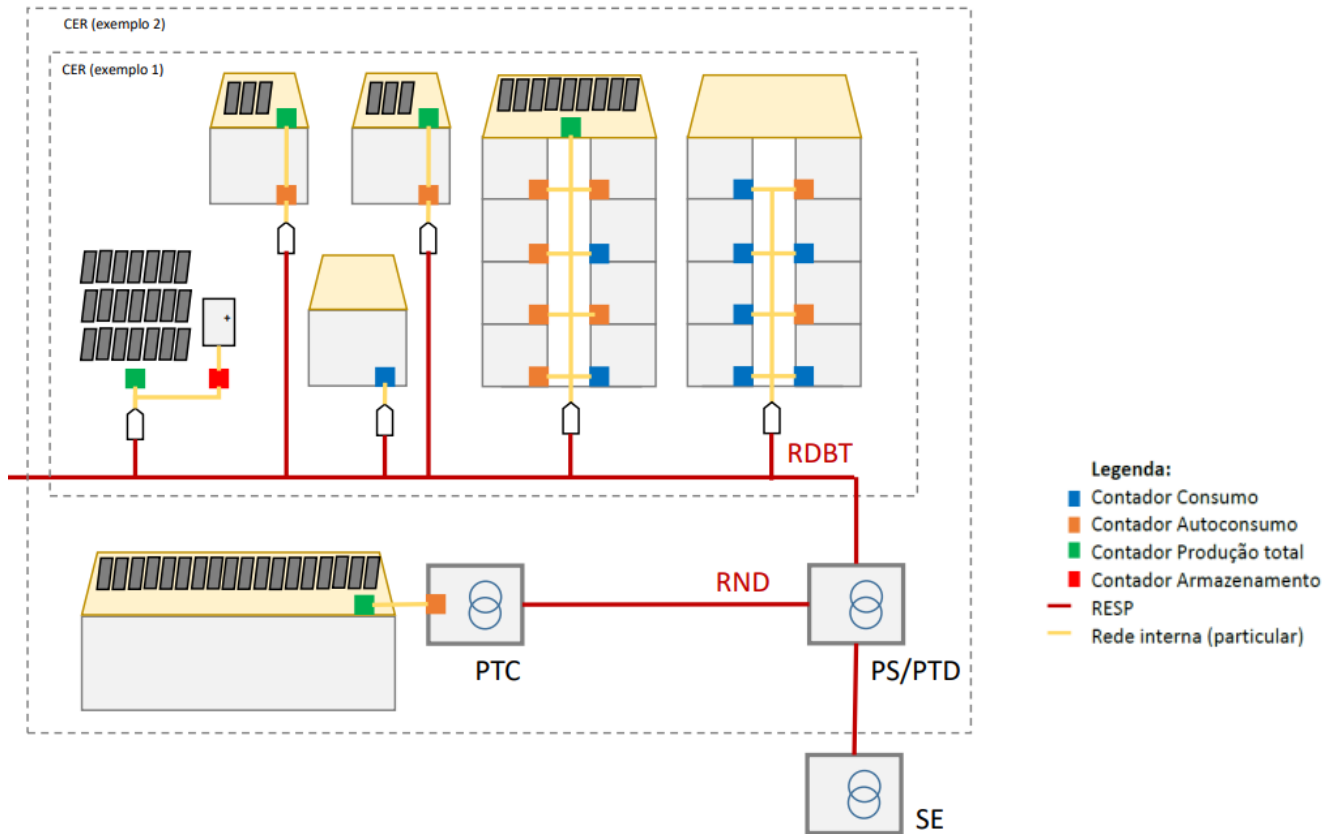 CER (exemplo 2)
CER (exemplo 1)
RDBT
RND
PTC
PS/PTD
SE
Legenda:
Contador Consumo
Contador Autoconsumo
Contador Produção total
Contador Armazenamento
RESP
Rede interna (particular)